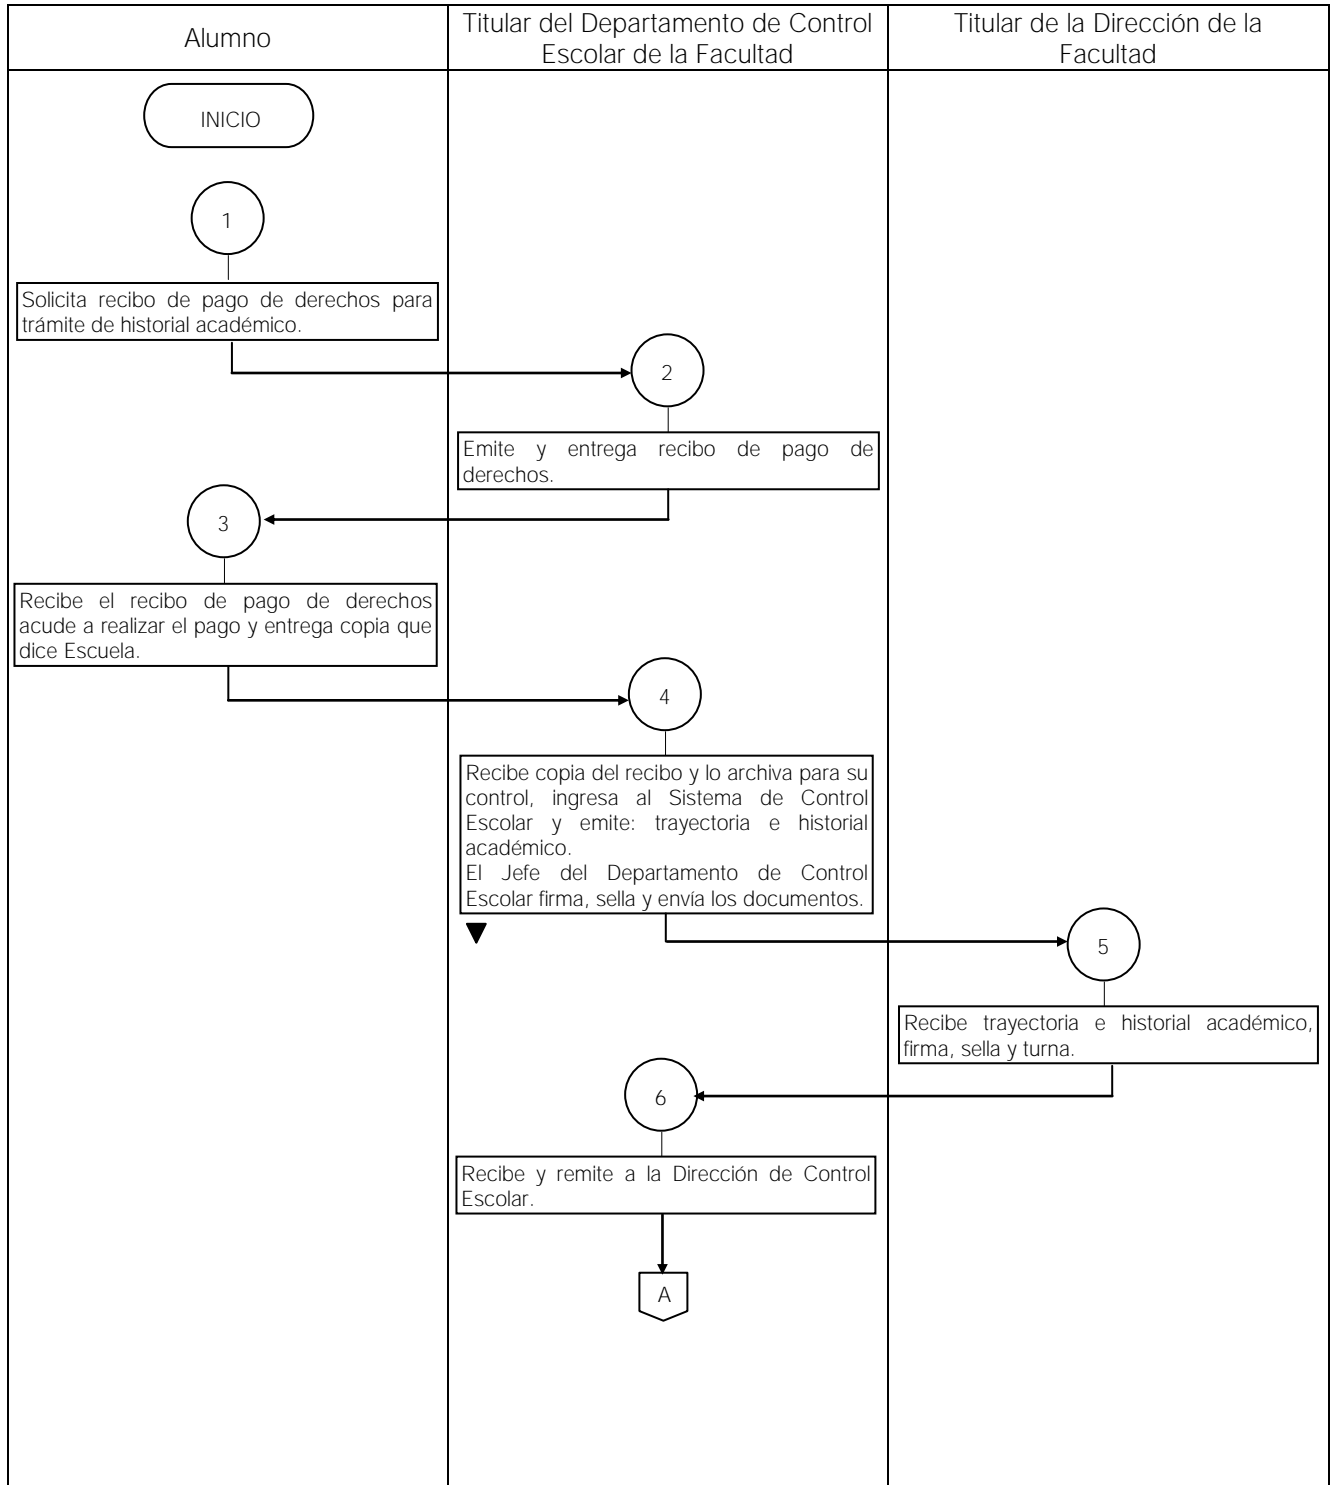 Alumno
Titular del Departamento de Control
Escolar de la Facultad
Titular de la Dirección de la
Facultad
INICIO
1
Solicita recibo de pago de derechos para
trámite de historial académico.
2
Emite y entrega recibo de pago de
derechos.
3
Recibe el recibo de pago de derechos
acude a realizar el pago y entrega copia que
dice Escuela.
4
Recibe copia del recibo y lo archiva para su
control, ingresa al Sistema de Control
Escolar y emite: trayectoria e historial
académico.
El Jefe del Departamento de Control
Escolar firma, sella y envía los documentos.
5
Recibe trayectoria e historial académico,
firma, sella y turna.
6
Recibe y remite a la Dirección de Control
Escolar.
A